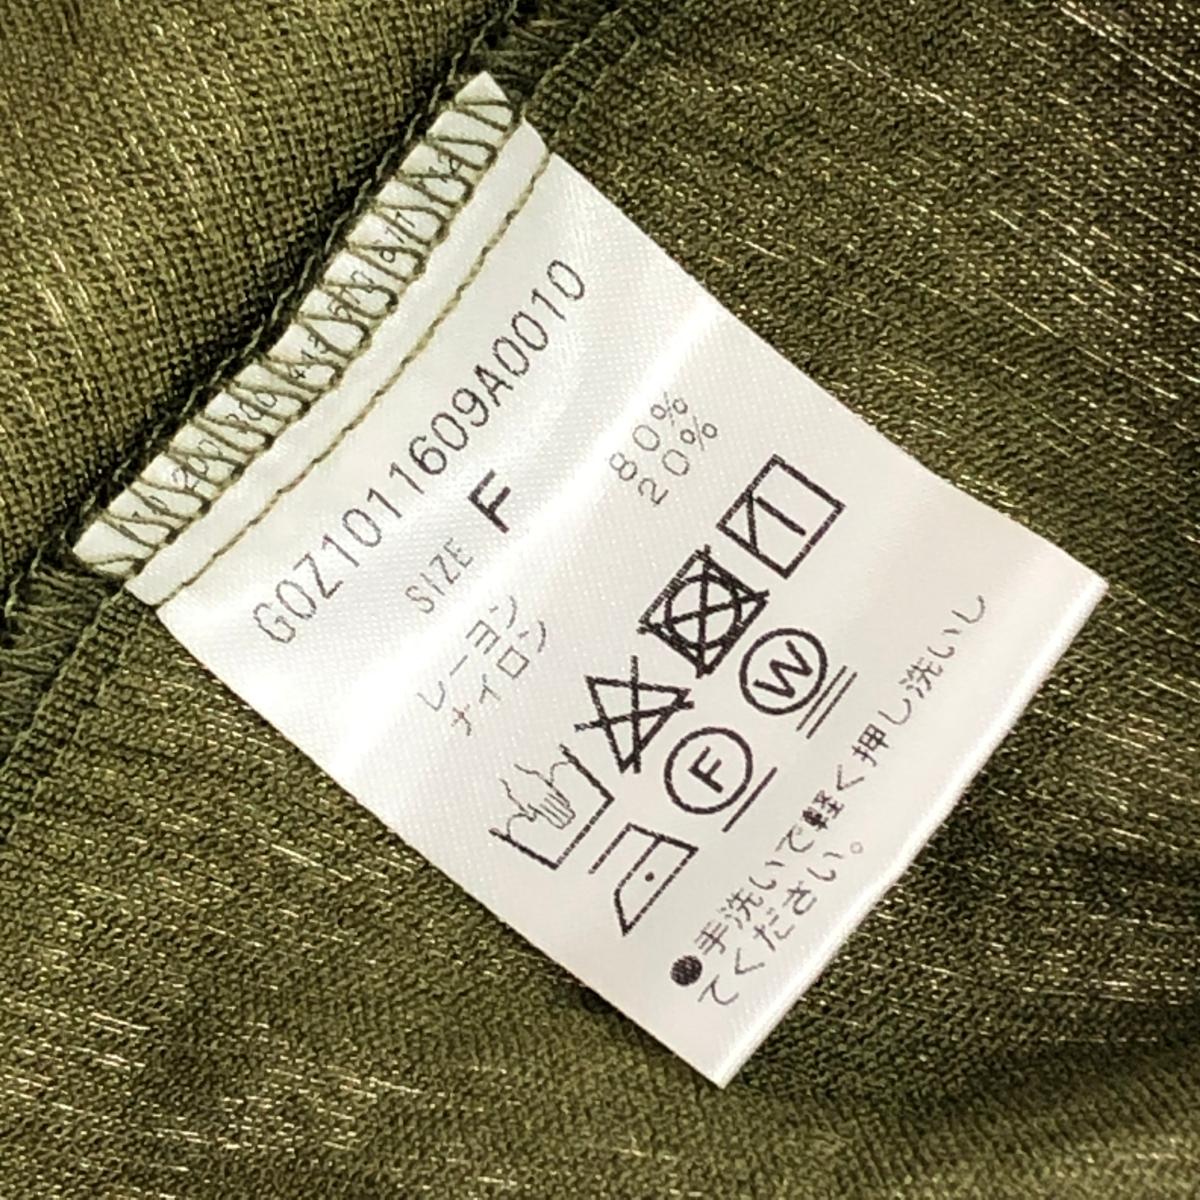 G0Z1011609A0010
SIZE F
レーヨン 80%
ナイロン 20%
W
F
●手洗いで軽く押し洗いし
てください。